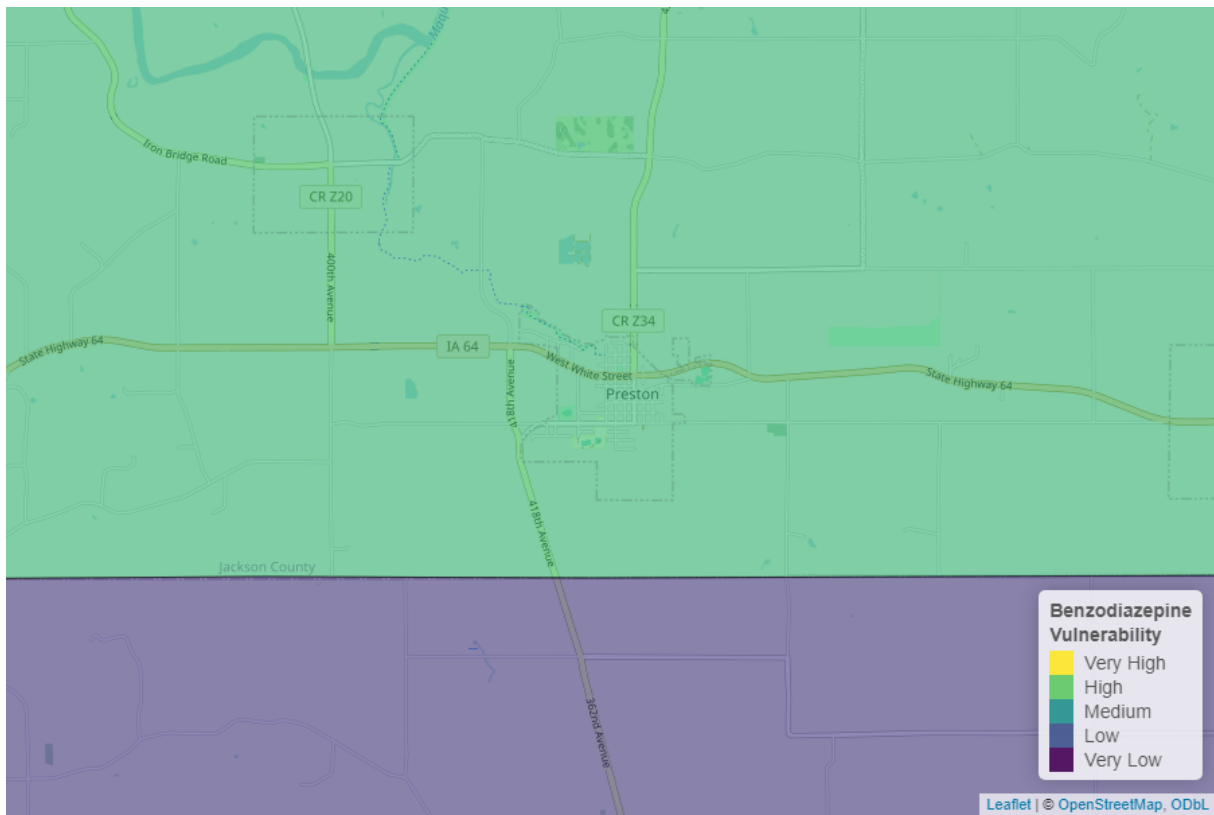 Maqu
Iron Bridge Road
CR Z20
400th Avenue
CR Z34
State Highway 64
IA 64
West White Street
State Highway 64
418th Avenue
Preston
418th Avenue
Jackson County
362nd Avenue
Benzodiazepine
Vulnerability
Very High
High
Medium
Low
Very Low
Leaflet | © OpenStreetMap, ODbL